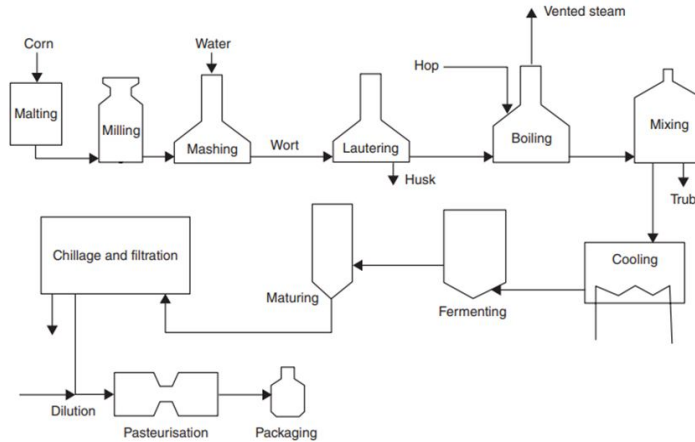 Vented steam
Corn
Water
Hop
Malting
Milling
Mashing
Wort
Lautering
Boiling
Mixing
Husk
Trub
Chillage and filtration
Maturing
Fermenting
Cooling
Dilution
Pasteurisation
Packaging